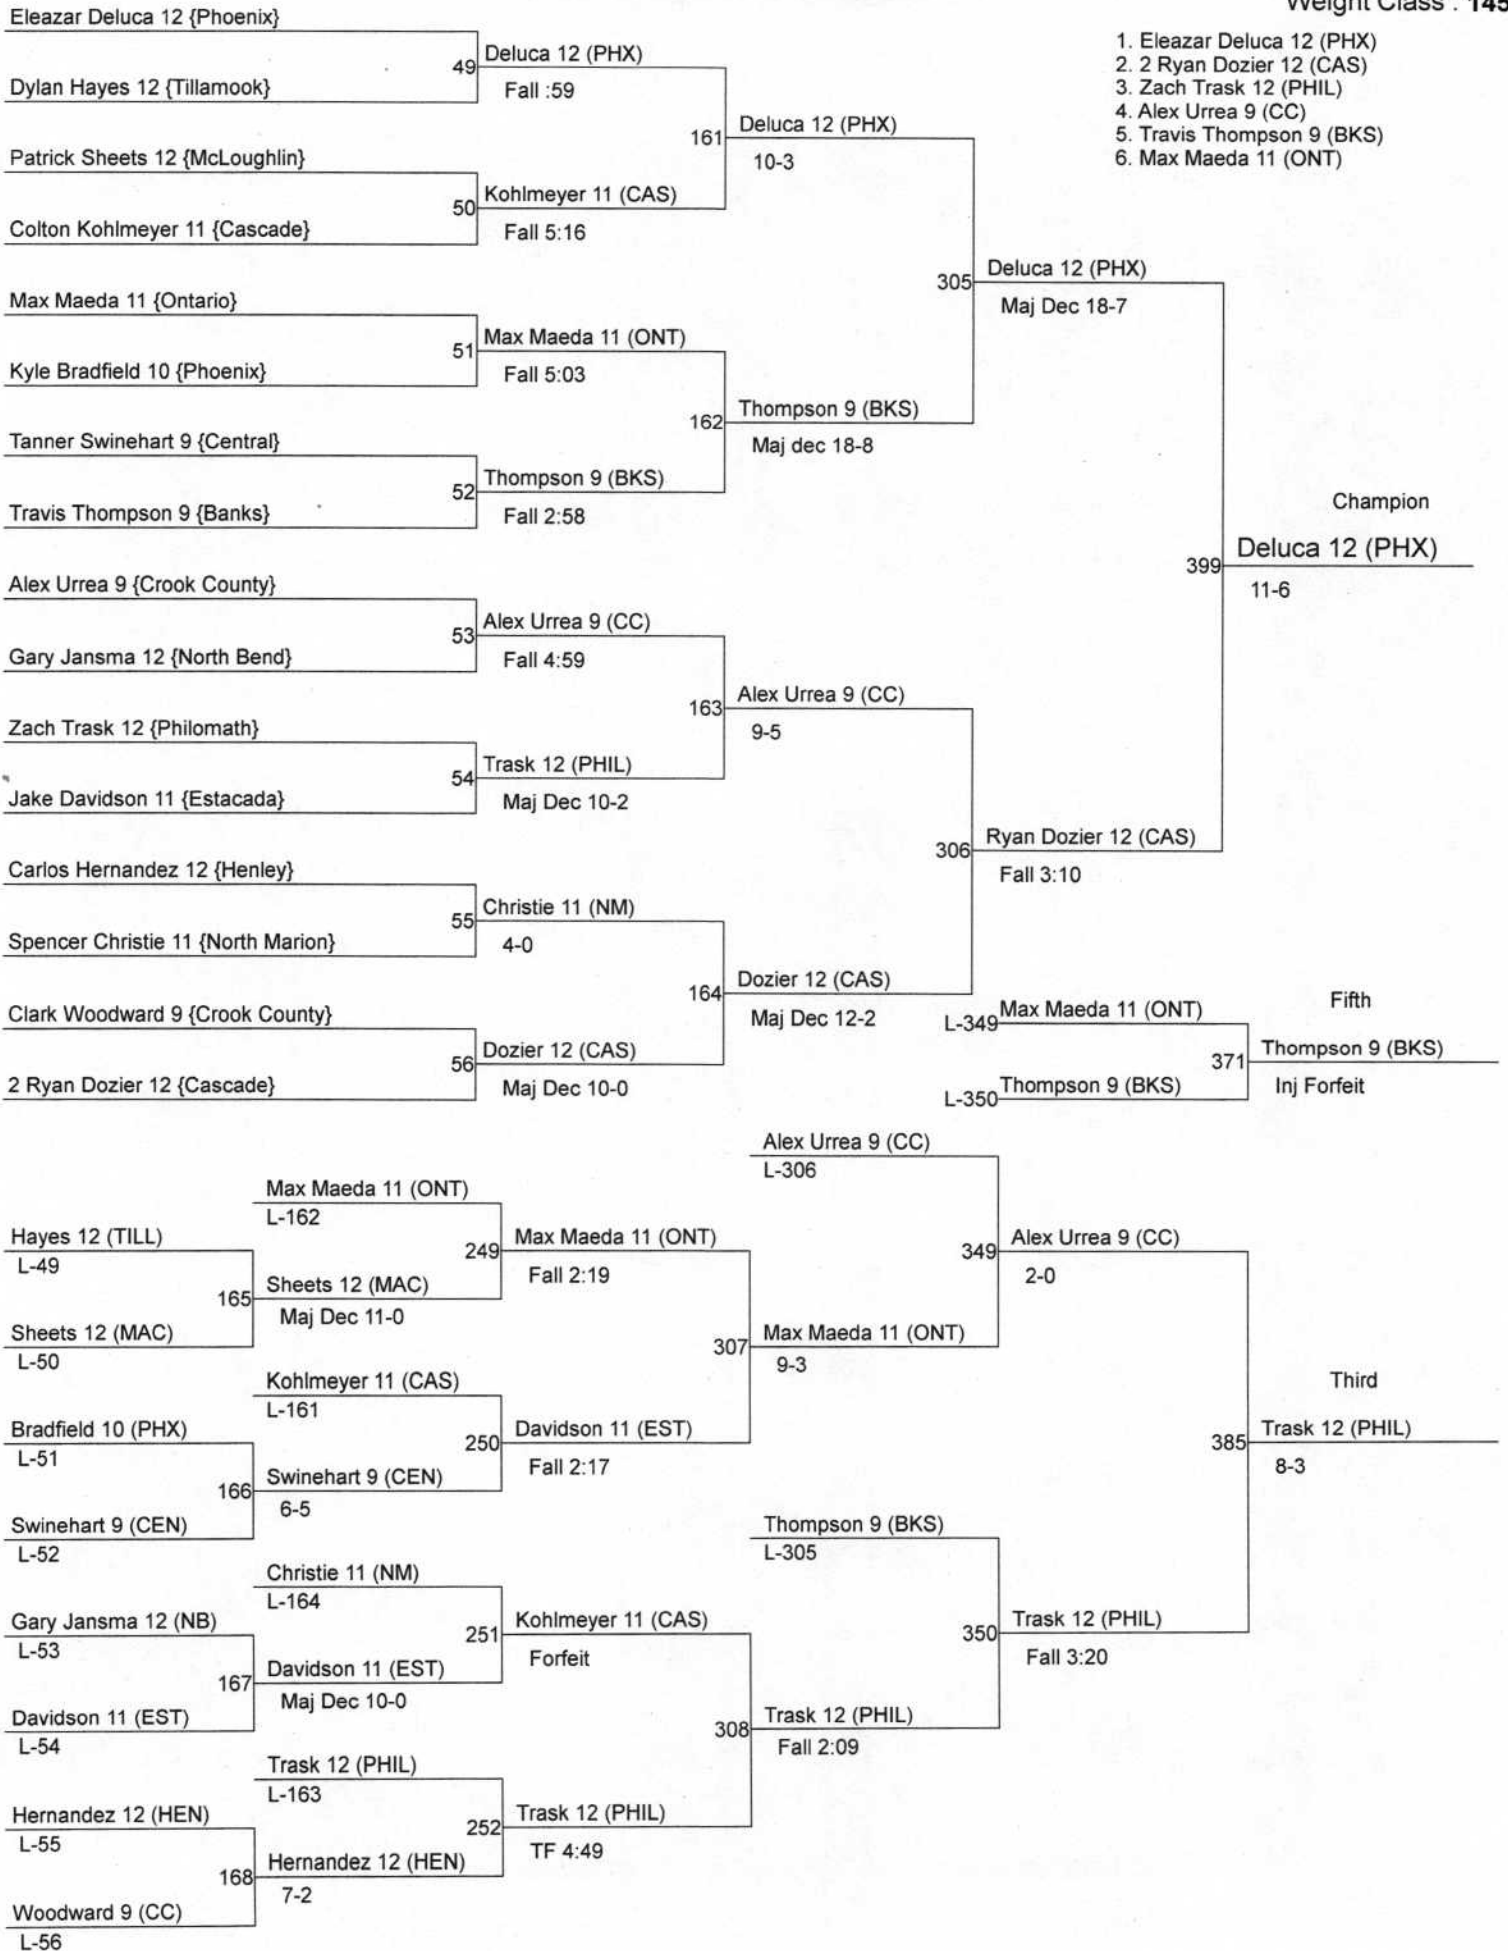 Weight Class : 145
Eleazar Deluca 12 {Phoenix}
49
Deluca 12 (PHX)
Fall :59
Dylan Hayes 12 {Tillamook}
1. Eleazar Deluca 12 (PHX)
2. 2 Ryan Dozier 12 (CAS)
3. Zach Trask 12 (PHIL)
4. Alex Urrea 9 (CC)
5. Travis Thompson 9 (BKS)
6. Max Maeda 11 (ONT)
161
Deluca 12 (PHX)
10-3
Patrick Sheets 12 {McLoughlin}
50
Kohlmeyer 11 (CAS)
Fall 5:16
Colton Kohlmeyer 11 {Cascade}
305
Deluca 12 (PHX)
Maj Dec 18-7
Max Maeda 11 {Ontario}
51
Max Maeda 11 (ONT)
Fall 5:03
Kyle Bradfield 10 {Phoenix}
162
Thompson 9 (BKS)
Maj dec 18-8
Tanner Swinehart 9 {Central}
52
Thompson 9 (BKS)
Fall 2:58
Travis Thompson 9 {Banks}
Champion
399
Deluca 12 (PHX)
11-6
Alex Urrea 9 {Crook County}
53
Alex Urrea 9 (CC)
Fall 4:59
Gary Jansma 12 {North Bend}
163
Alex Urrea 9 (CC)
9-5
Zach Trask 12 {Philomath}
54
Trask 12 (PHIL)
Maj Dec 10-2
Jake Davidson 11 {Estacada}
306
Ryan Dozier 12 (CAS)
Fall 3:10
Carlos Hernandez 12 {Henley}
55
Christie 11 (NM)
4-0
Spencer Christie 11 {North Marion}
164
Dozier 12 (CAS)
Maj Dec 12-2
Clark Woodward 9 {Crook County}
56
Dozier 12 (CAS)
Maj Dec 10-0
2 Ryan Dozier 12 {Cascade}
Fifth
L-349
Max Maeda 11 (ONT)
371
Thompson 9 (BKS)
Inj Forfeit
L-350
Thompson 9 (BKS)
Alex Urrea 9 (CC)
L-306
Max Maeda 11 (ONT)
L-162
Hayes 12 (TILL)
L-49
249
Max Maeda 11 (ONT)
Fall 2:19
349
Alex Urrea 9 (CC)
2-0
165
Sheets 12 (MAC)
Maj Dec 11-0
Sheets 12 (MAC)
L-50
307
Max Maeda 11 (ONT)
9-3
Kohlmeyer 11 (CAS)
L-161
Third
Bradfield 10 (PHX)
L-51
250
Davidson 11 (EST)
Fall 2:17
385
Trask 12 (PHIL)
8-3
166
Swinehart 9 (CEN)
6-5
Swinehart 9 (CEN)
L-52
Thompson 9 (BKS)
L-305
Christie 11 (NM)
L-164
Gary Jansma 12 (NB)
L-53
251
Kohlmeyer 11 (CAS)
Forfeit
350
Trask 12 (PHIL)
Fall 3:20
167
Davidson 11 (EST)
Maj Dec 10-0
Davidson 11 (EST)
L-54
308
Trask 12 (PHIL)
Fall 2:09
Trask 12 (PHIL)
L-163
Hernandez 12 (HEN)
L-55
252
Trask 12 (PHIL)
TF 4:49
168
Hernandez 12 (HEN)
7-2
Woodward 9 (CC)
L-56